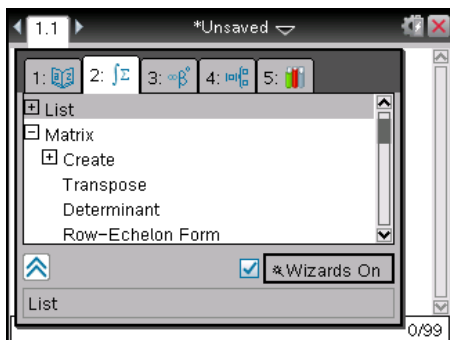 1.1 *Unsaved
1: 2: ∫Σ 3: ∞β° 4: 5:
List
Matrix
Create
Transpose
Determinant
Row-Echelon Form
Wizards On
List
0/99